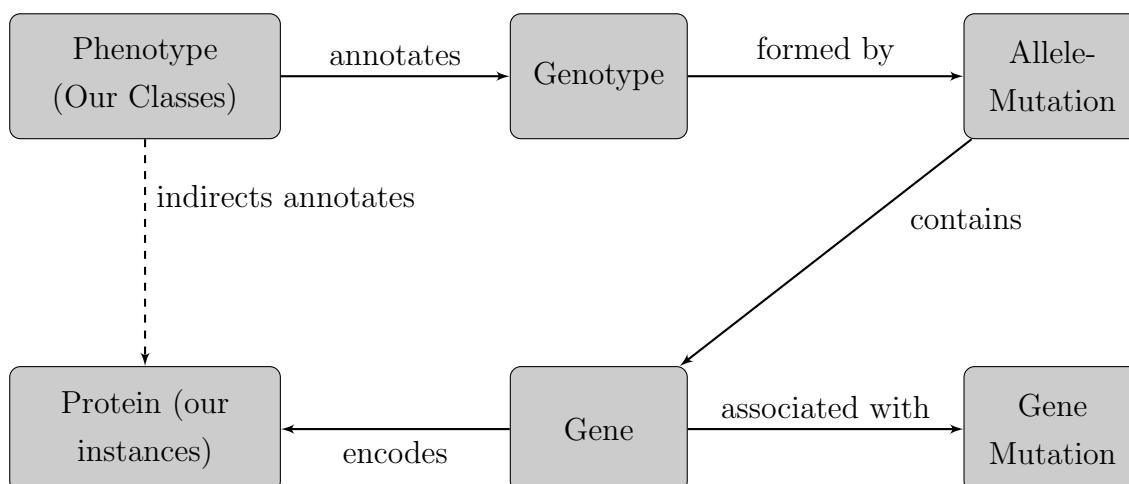 Phenotype
(Our Classes)
annotates
Genotype
formed by
Allele-
Mutation
indirects annotates
contains
Protein (our
instances)
encodes
Gene
associated with
Gene
Mutation